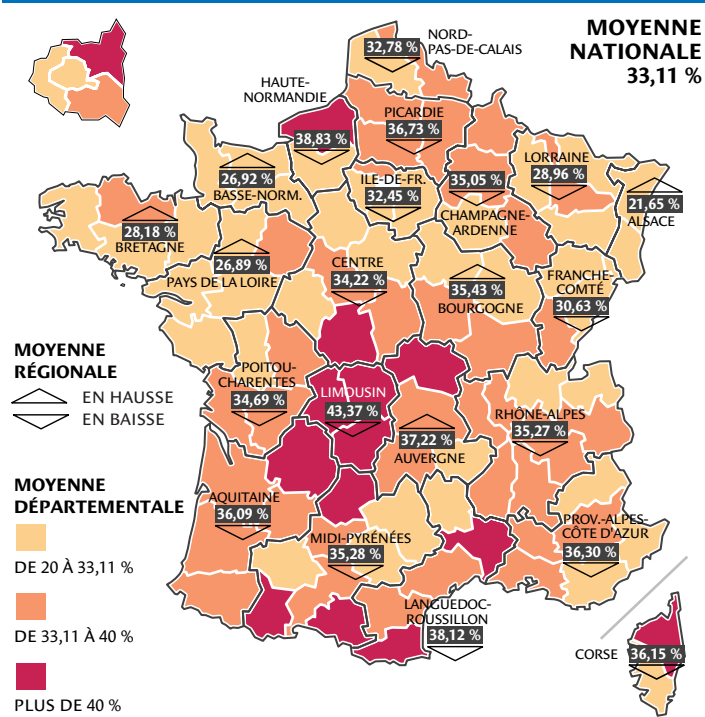 MOYENNE
NATIONALE
33,11 %
NORD-
PAS-DE-CALAIS
32,78 %
HAUTE-
NORMANDIE
38,83 %
PICARDIE
36,73 %
26,92 %
BASSE-NORM.
ILE-DE-FR.
32,45 %
35,05 %
CHAMPAGNE-
ARDENNE
LORRAINE
28,96 %
21,65 %
ALSACE
28,18 %
BRETAGNE
26,89 %
PAYS DE LA LOIRE
CENTRE
34,22 %
35,43 %
BOURGOGNE
FRANCHE-
COMTÉ
30,63 %
MOYENNE
RÉGIONALE
EN HAUSSE
EN BAISSE
POITOU-
CHARENTES
34,69 %
LIMOUSIN
43,37 %
37,22 %
AUVERGNE
RHÔNE-ALPES
35,27 %
MOYENNE
DÉPARTEMENTALE
DE 20 À 33,11 %
DE 33,11 À 40 %
PLUS DE 40 %
AQUITAINE
36,09 %
MIDI-PYRÉNÉES
35,28 %
PROV.-ALPES-
CÔTE D'AZUR
36,30 %
LANGUEDOC-
ROUSSILLON
38,12 %
CORSE
36,15 %